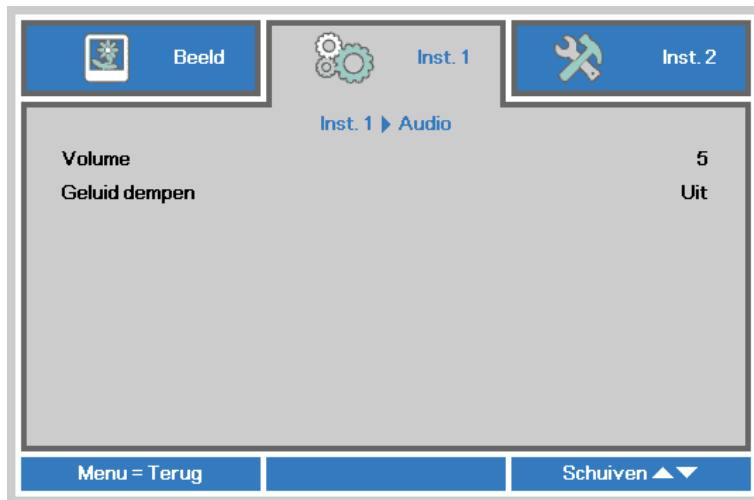 Beeld Inst. 1 Inst. 2
Inst. 1 ▶ Audio
Volume 5
Geluid dempen Uit
Menu = Terug Schuiven ▲▼